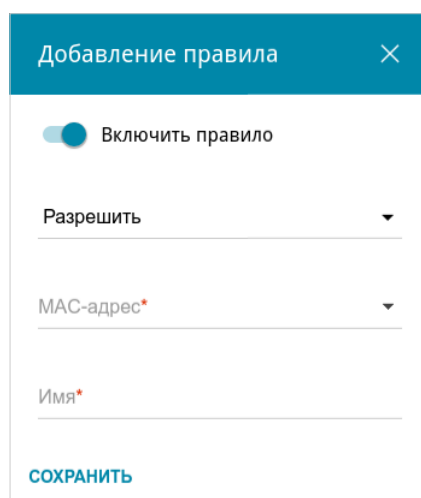 Добавление правила
Включить правило
Разрешить
MAC-адрес*
Имя*
СОХРАНИТЬ